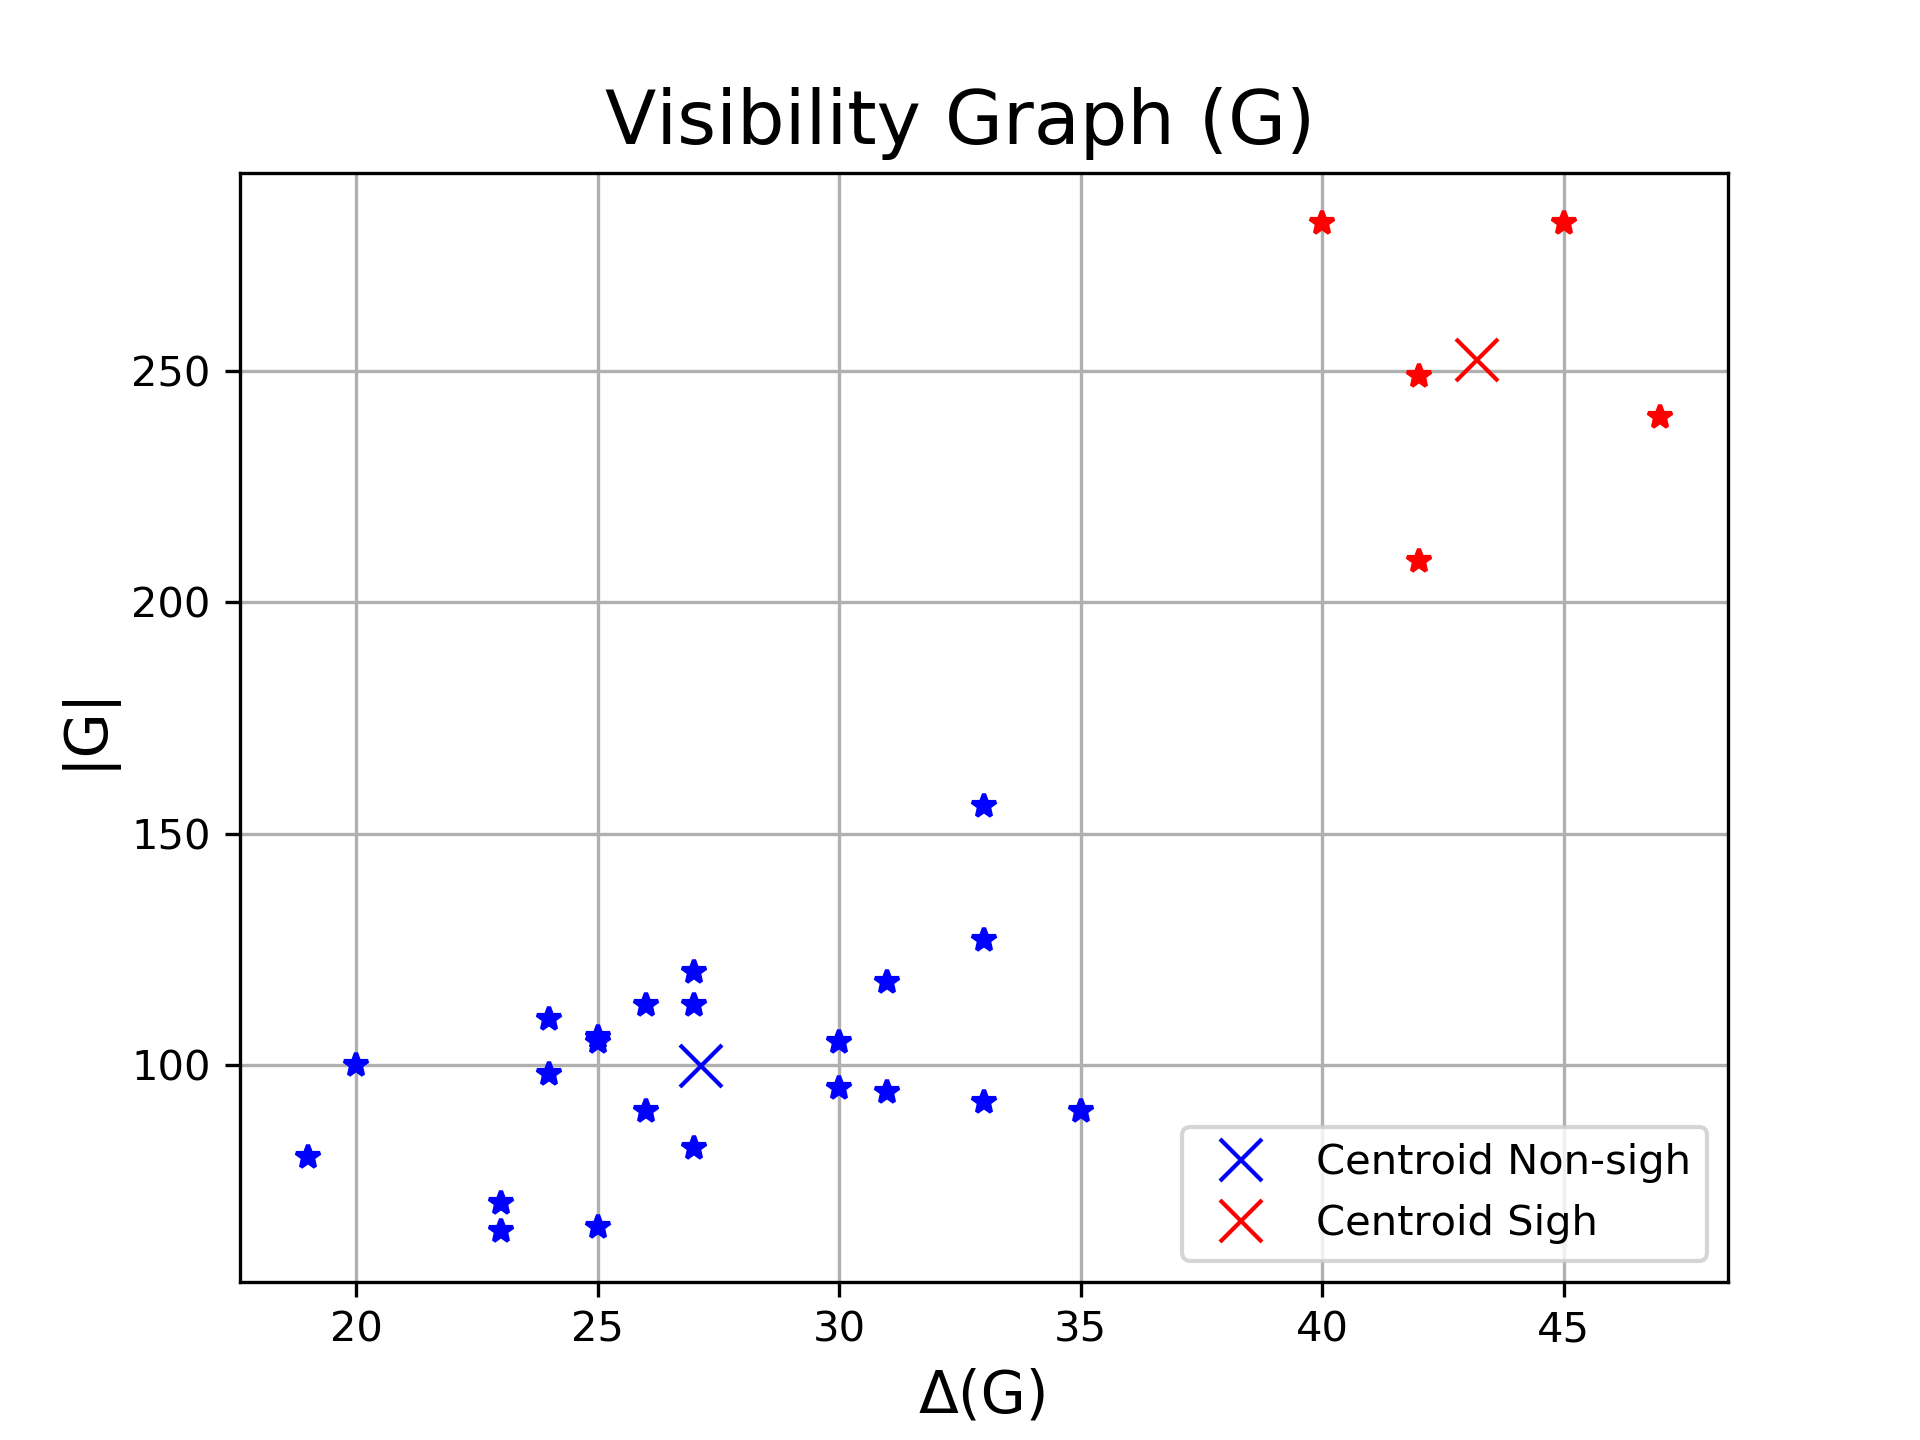 Visibility Graph (G)
250
200
150
100
|G|
20 25 30 35 40 45
Δ(G)
Centroid Non-sigh
Centroid Sigh